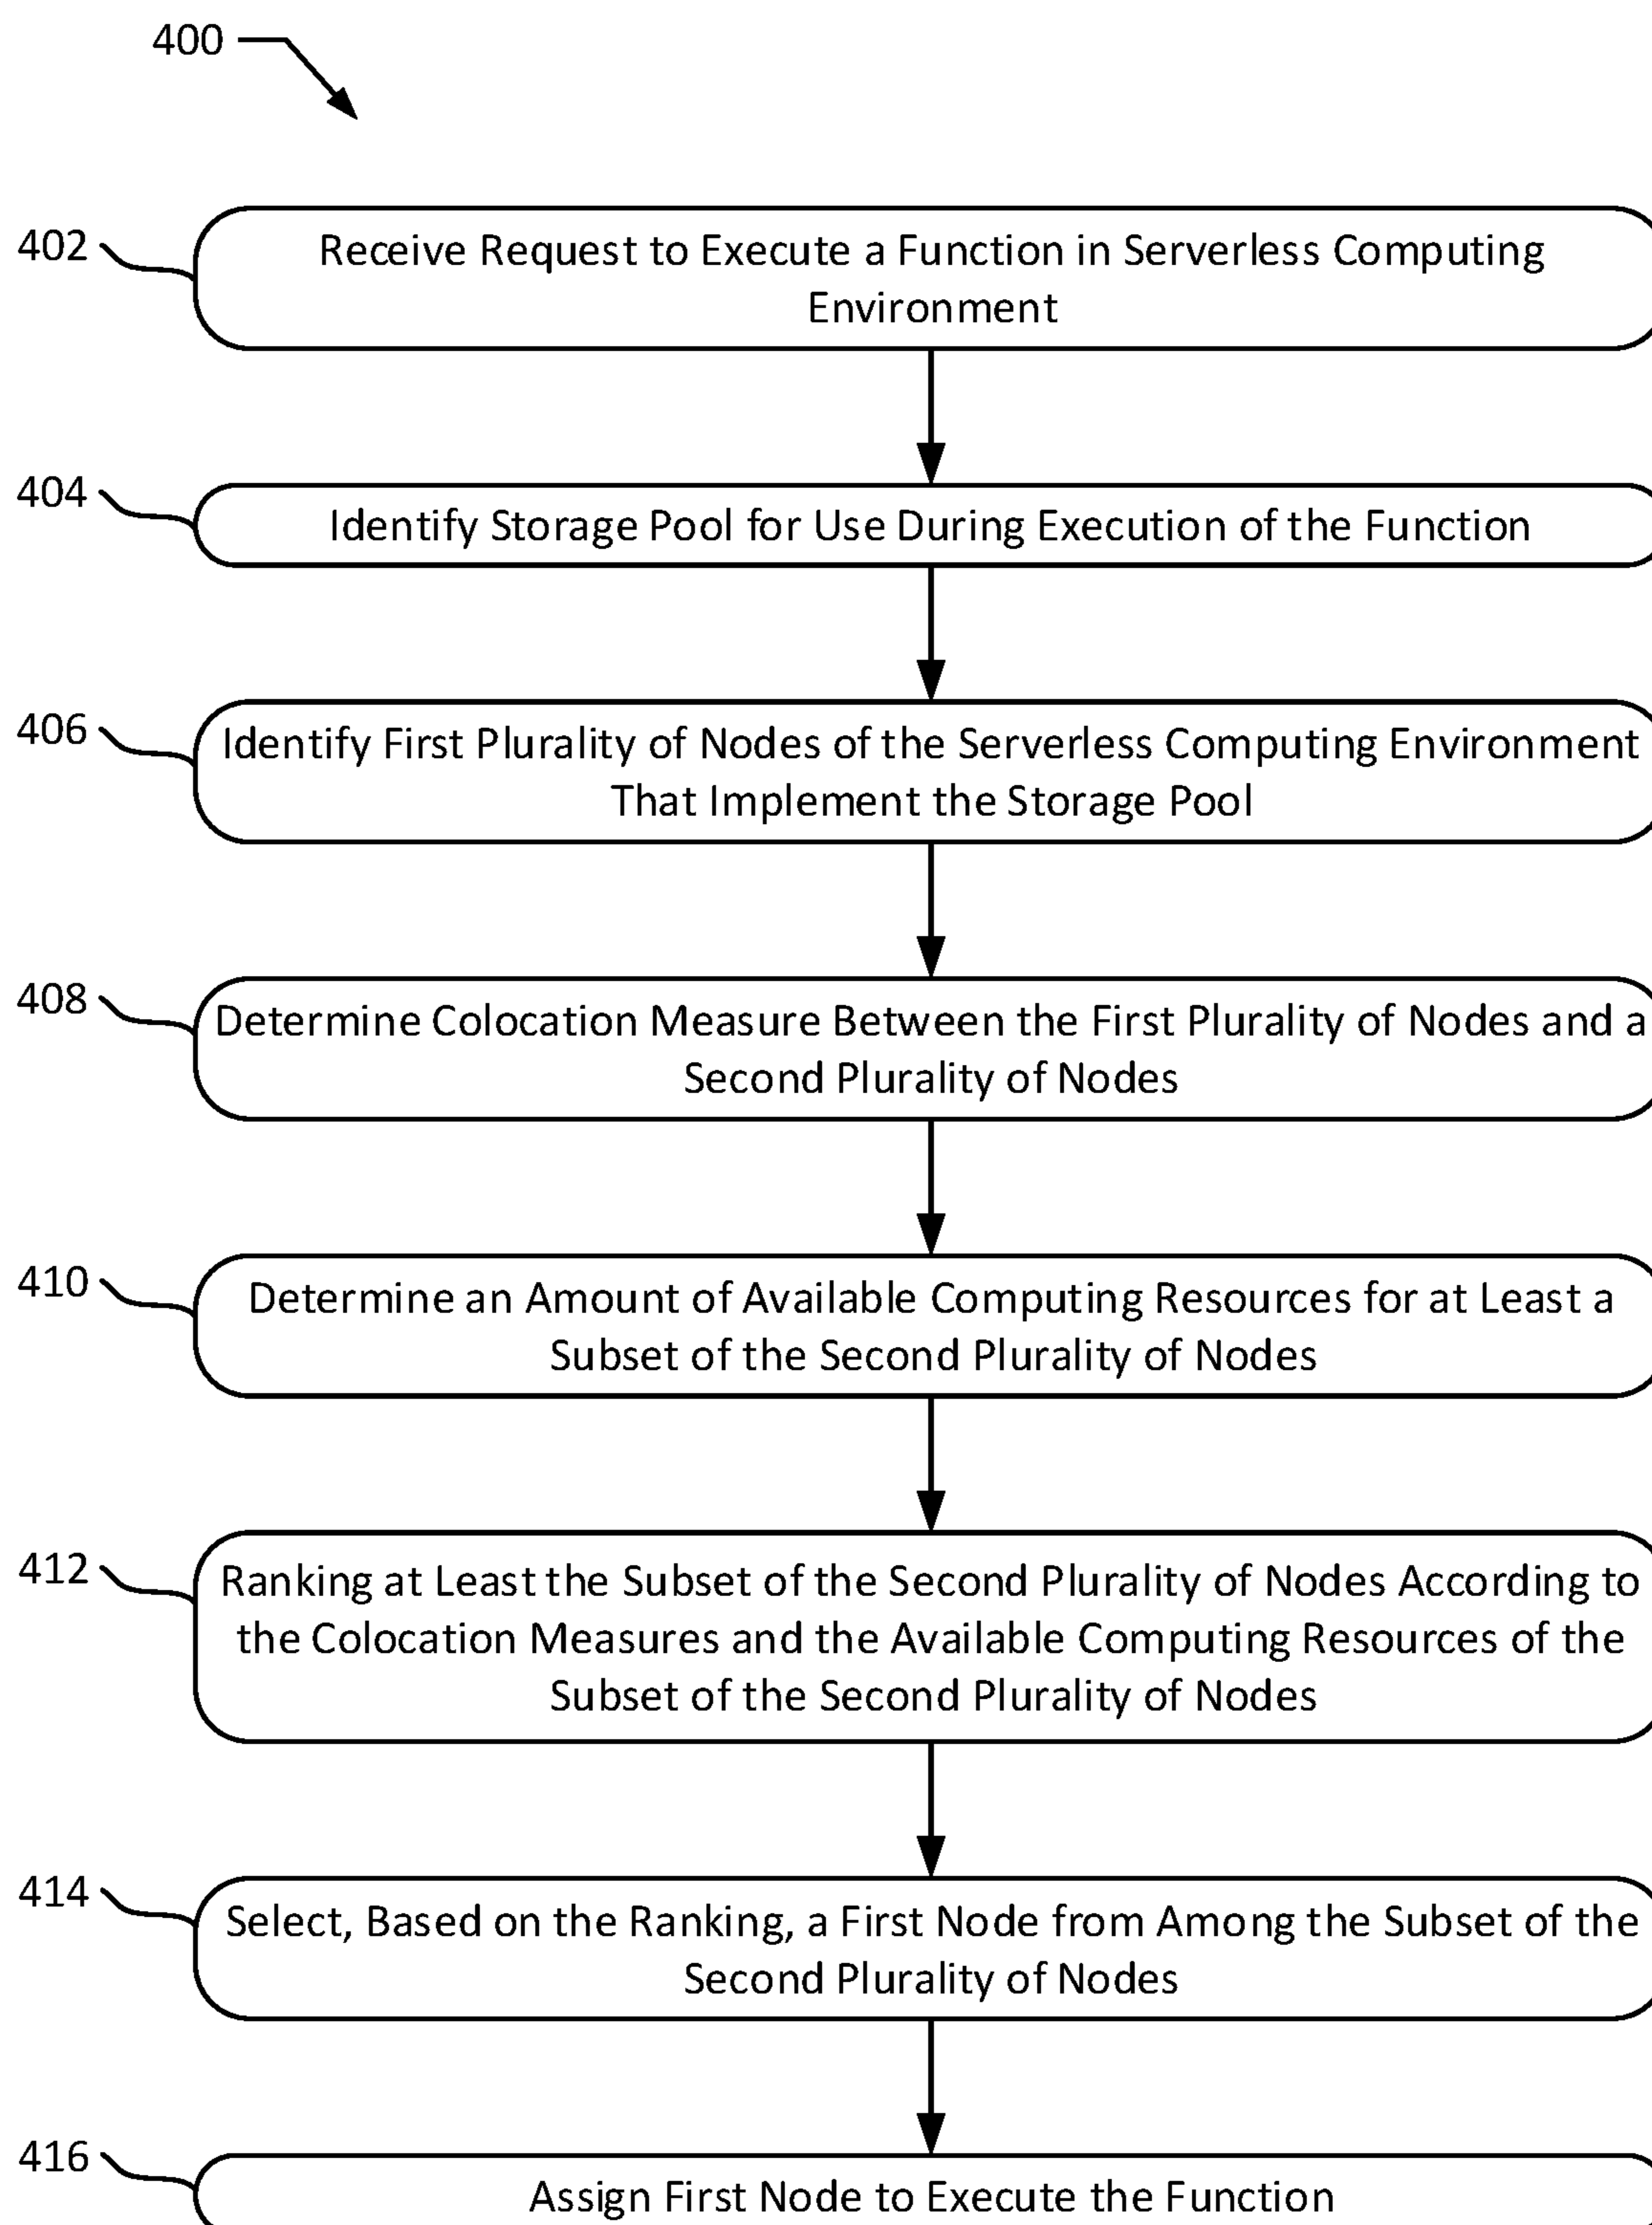 400
402
Receive Request to Execute a Function in Serverless Computing
Environment
404
Identify Storage Pool for Use During Execution of the Function
406
Identify First Plurality of Nodes of the Serverless Computing Environment
That Implement the Storage Pool
408
Determine Colocation Measure Between the First Plurality of Nodes and a
Second Plurality of Nodes
410
Determine an Amount of Available Computing Resources for at Least a
Subset of the Second Plurality of Nodes
412
Ranking at Least the Subset of the Second Plurality of Nodes According to
the Colocation Measures and the Available Computing Resources of the
Subset of the Second Plurality of Nodes
414
Select, Based on the Ranking, a First Node from Among the Subset of the
Second Plurality of Nodes
416
Assign First Node to Execute the Function